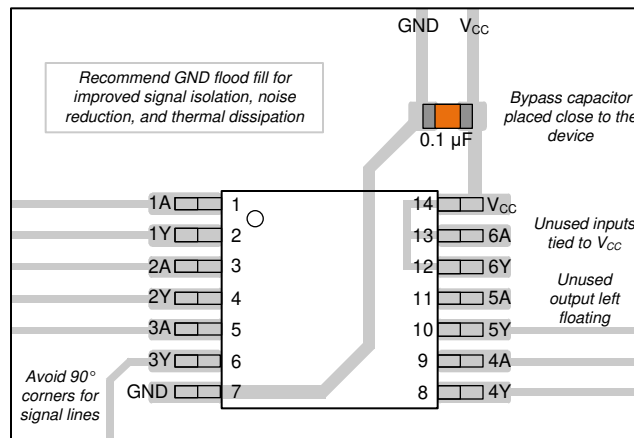 GND VCC
Recommend GND flood fill for
improved signal isolation, noise
reduction, and thermal dissipation
Bypass capacitor
placed close to the
device
0.1 µF
1A 1 14 VCC
1Y 2 13 6A
2A 3 12 6Y
2Y 4 11 5A
3A 5 10 5Y
3Y 6 9 4A
GND 7 8 4Y
Unused inputs
tied to VCC
Unused
output left
floating
Avoid 90°
corners for
signal lines